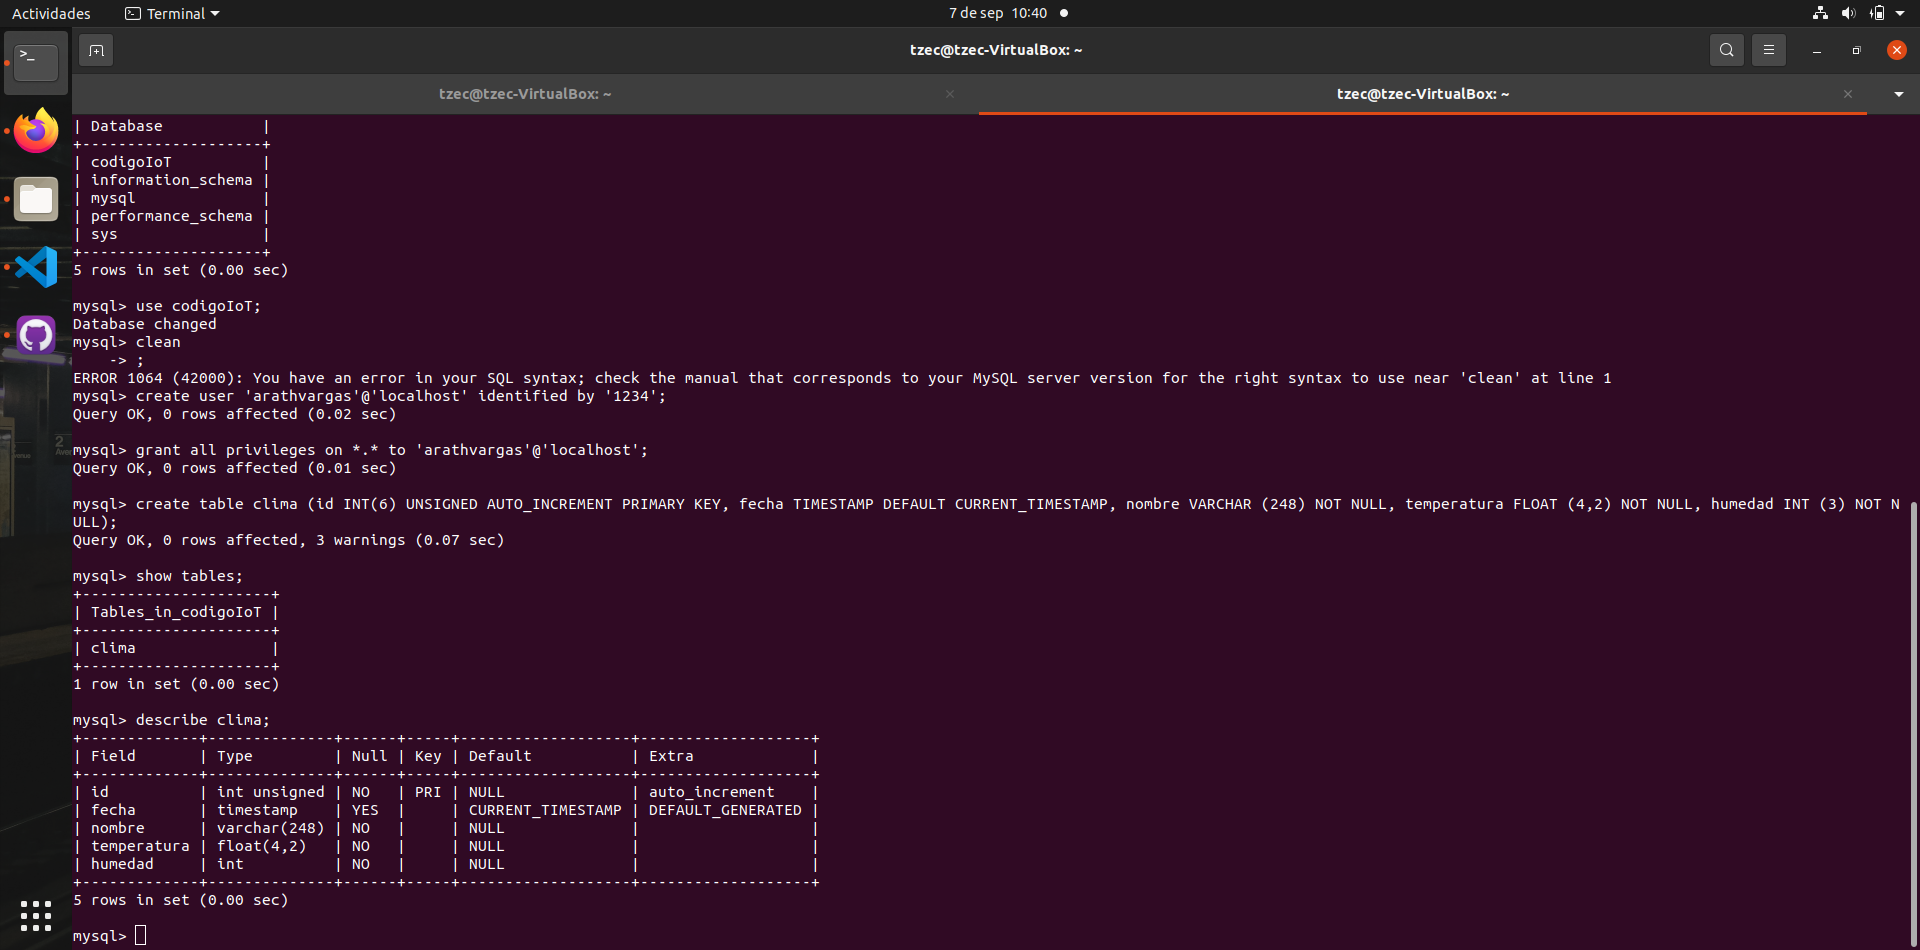 Actividades
Terminal
7 de sep 10:40
tzec@tzec-VirtualBox: ~
tzec@tzec-VirtualBox: ~
tzec@tzec-VirtualBox: ~
| Database           |
+--------------------+
| codigoIoT          |
| information_schema |
| mysql              |
| performance_schema |
| sys                |
+--------------------+
5 rows in set (0.00 sec)
mysql> use codigoIoT;
Database changed
mysql> clean
    -> ;
ERROR 1064 (42000): You have an error in your SQL syntax; check the manual that corresponds to your MySQL server version for the right syntax to use near 'clean' at line 1
mysql> create user 'arathvargas'@'localhost' identified by '1234';
Query OK, 0 rows affected (0.02 sec)
mysql> grant all privileges on *.* to 'arathvargas'@'localhost';
Query OK, 0 rows affected (0.01 sec)
mysql> create table clima (id INT(6) UNSIGNED AUTO_INCREMENT PRIMARY KEY, fecha TIMESTAMP DEFAULT CURRENT_TIMESTAMP, nombre VARCHAR (248) NOT NULL, temperatura FLOAT (4,2) NOT NULL, humedad INT (3) NOT N
ULL);
Query OK, 0 rows affected, 3 warnings (0.07 sec)
mysql> show tables;
+---------------------+
| Tables_in_codigoIoT |
+---------------------+
| clima               |
+---------------------+
1 row in set (0.00 sec)
mysql> describe clima;
+-------------+--------------+------+-----+-------------------+-------------------+
| Field       | Type         | Null | Key | Default           | Extra             |
+-------------+--------------+------+-----+-------------------+-------------------+
| id          | int unsigned | NO   | PRI | NULL              | auto_increment    |
| fecha       | timestamp    | YES  |     | CURRENT_TIMESTAMP | DEFAULT_GENERATED |
| nombre      | varchar(248) | NO   |     | NULL              |                   |
| temperatura | float(4,2)   | NO   |     | NULL              |                   |
| humedad     | int          | NO   |     | NULL              |                   |
+-------------+--------------+------+-----+-------------------+-------------------+
5 rows in set (0.00 sec)
mysql>